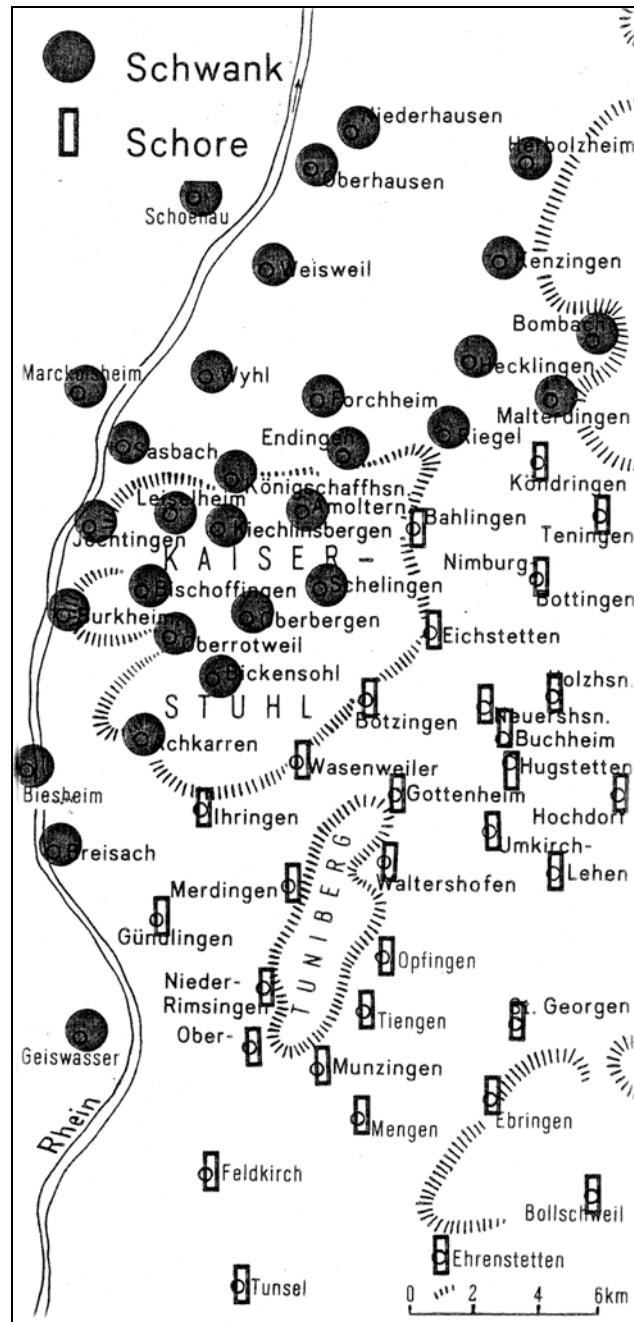 Schwank
Schore
Niederhausen
Herbolzheim
Oberhausen
Schoenau
Weisweil
Kenzingen
Bombach
Hecklingen
Marckolsheim
Wyhl
Forchheim
Malterdingen
Endingen
Riegel
Sasbach
Köndringen
Königschaffhsn.
Leiselheim
Amoltern
Bahlingen
Teningen
Jechtingen
Kiechlinsbergen
KAISER-
Nimburg-
Bottingen
Bischoffingen
Schelingen
Burkheim
Oberbergen
Oberrotweil
Eichstetten
Bickensohl
Holzhsn.
STUHL
Bötzingen
Neuershsn.
Achkarren
Buchheim
Wasenweiler
Hugstetten
Biesheim
Gottenheim
Hochdorf
Ihringen
Umkirch-
Breisach
Lehen
Merdingen
Waltershofen
TUNIBERG
Gündlingen
Opfingen
Nieder-
Rimsingen
Tiengen
St. Georgen
Ober-
Geiswasser
Munzingen
Rhein
Ebringen
Mengen
Feldkirch
Bollschweil
Ehrenstetten
Tunsel
0 2 4 6km